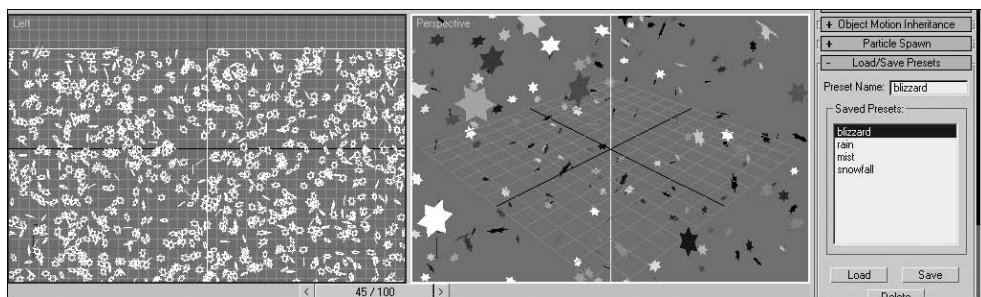 Left
Perspective
+ Object Motion Inheritance
+ Particle Spawn
- Load/Save Presets
Preset Name: blizzard
Saved Presets:
blizzard
rain
mist
snowfall
Load Save
Delete
< 45 / 100 >